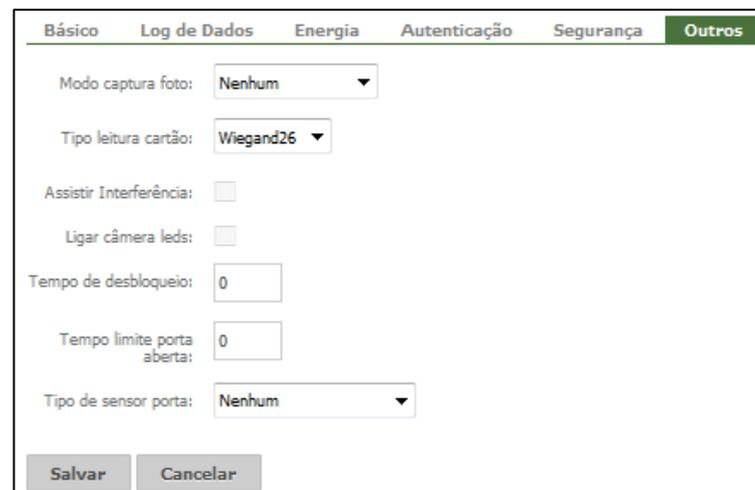 Básico Log de Dados Energia Autenticação Segurança Outros
Modo captura foto: Nenhum
Tipo leitura cartão: Wiegand26
Assistir Interferência:
Ligar câmera leds:
Tempo de desbloqueio: 0
Tempo limite porta aberta: 0
Tipo de sensor porta: Nenhum
Salvar Cancelar